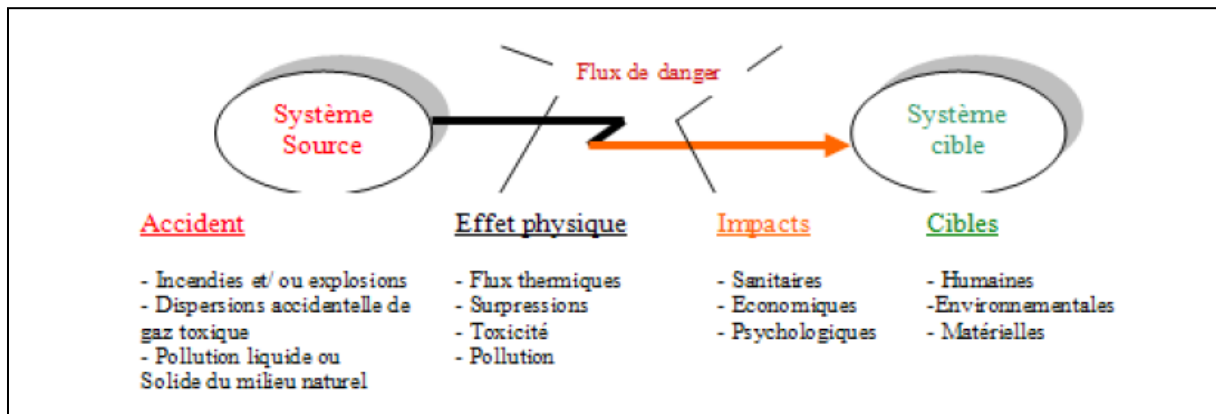 Flux de danger
Système
Source
Système
cible
Accident
- Incendies et/ ou explosions
- Dispersions accidentelle de
gaz toxique
- Pollution liquide ou
Solide du milieu naturel
Effet physique
- Flux thermiques
- Surpressions
- Toxicité
- Pollution
Impacts
- Sanitaires
- Economiques
- Psychologiques
Cibles
- Humaines
-Environnementales
- Matérielles